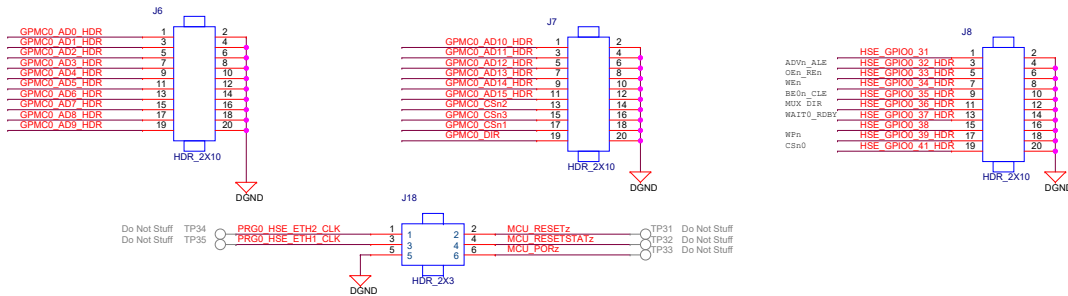 J6
GPMC0_AD0_HDR 1 2
GPMC0_AD1_HDR 3 4
GPMC0_AD2_HDR 5 6
GPMC0_AD3_HDR 7 8
GPMC0_AD4_HDR 9 10
GPMC0_AD5_HDR 11 12
GPMC0_AD6_HDR 13 14
GPMC0_AD7_HDR 15 16
GPMC0_AD8_HDR 17 18
GPMC0_AD9_HDR 19 20
HDR_2X10
DGND
J7
GPMC0_AD10_HDR 1 2
GPMC0_AD11_HDR 3 4
GPMC0_AD12_HDR 5 6
GPMC0_AD13_HDR 7 8
GPMC0_AD14_HDR 9 10
GPMC0_AD15_HDR 11 12
GPMC0_CSn2 13 14
GPMC0_CSn3 15 16
GPMC0_CSn1 17 18
GPMC0_DIR 19 20
HDR_2X10
DGND
J8
HSE_GPIO0_31 1 2
ADVn_ALE HSE_GPIO0_32_HDR 3 4
OEn_REn HSE_GPIO0_33_HDR 5 6
WEn HSE_GPIO0_34_HDR 7 8
BE0n_CLE HSE_GPIO0_35_HDR 9 10
MUX_DIR HSE_GPIO0_36_HDR 11 12
WAIT0_RDBY HSE_GPIO0_37_HDR 13 14
HSE_GPIO0_38 15 16
WPn HSE_GPIO0_39_HDR 17 18
CSn0 HSE_GPIO0_41_HDR 19 20
HDR_2X10
DGND
J18
Do Not Stuff TP34 PRG0_HSE_ETH2_CLK 1 1 2 2 MCU_RESETz TP31 Do Not Stuff
Do Not Stuff TP35 PRG0_HSE_ETH1_CLK 3 3 4 4 MCU_RESETSTATz TP32 Do Not Stuff
5 5 6 6 MCU_PORz TP33 Do Not Stuff
HDR_2X3
DGND